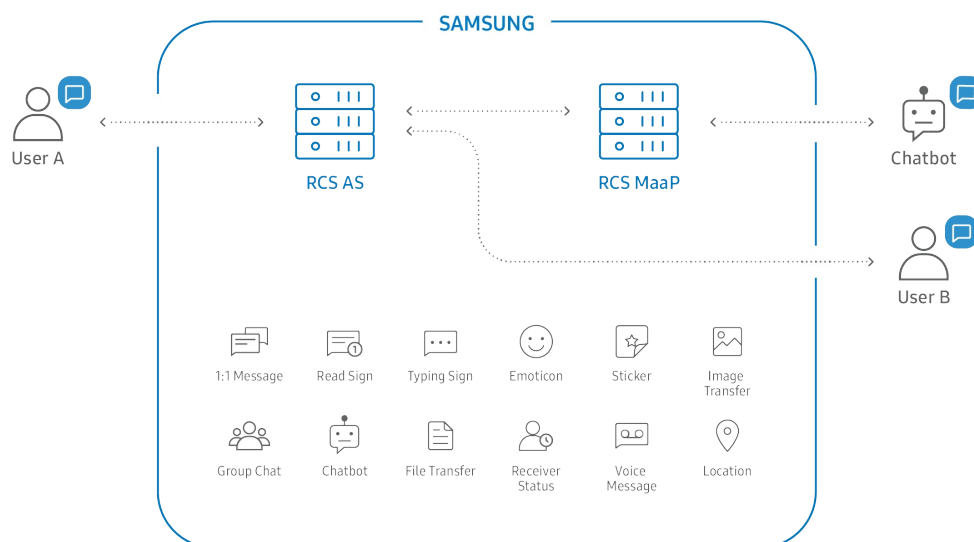 SAMSUNG
User A
RCS AS
RCS MaaP
Chatbot
User B
1:1 Message
Read Sign
1
Typing Sign
Emoticon
Sticker
Image
Transfer
Group Chat
Chatbot
File Transfer
Receiver
Status
Voice
Message
Location